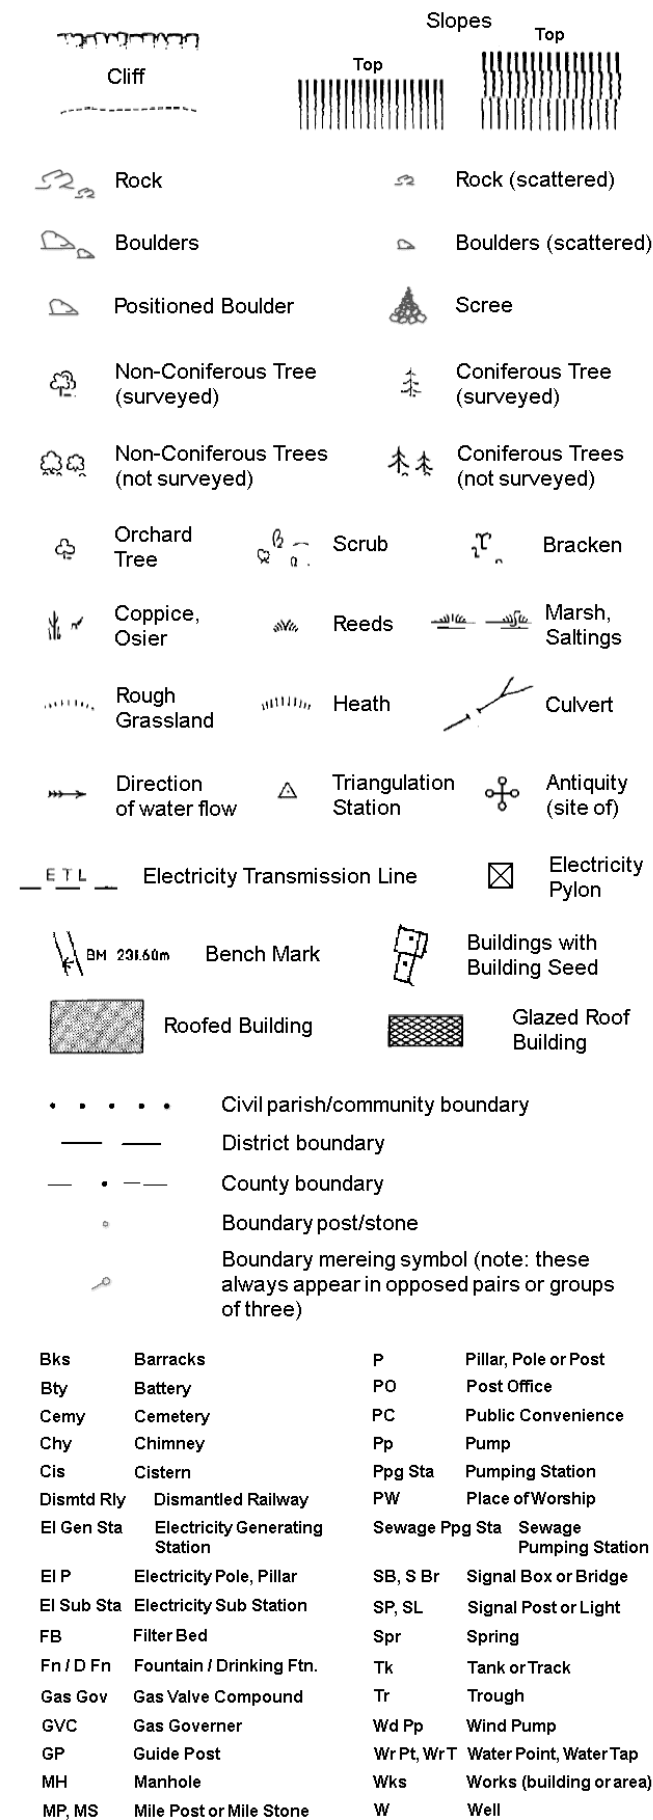 Slopes
Top
Top
Cliff
Rock
Rock (scattered)
Boulders
Boulders (scattered)
Positioned Boulder
Scree
Non-Coniferous Tree
(surveyed)
Coniferous Tree
(surveyed)
Non-Coniferous Trees
(not surveyed)
Coniferous Trees
(not surveyed)
Orchard
Tree
Scrub
Bracken
Coppice,
Osier
Reeds
Marsh,
Saltings
Rough
Grassland
Heath
Culvert
Direction
of water flow
Triangulation
Station
Antiquity
(site of)
E T L
Electricity Transmission Line
Electricity
Pylon
BM 231.60m
Bench Mark
Buildings with
Building Seed
Roofed Building
Glazed Roof
Building
Civil parish/community boundary
District boundary
County boundary
Boundary post/stone
Boundary mereing symbol (note: these
always appear in opposed pairs or groups
of three)
Bks Barracks P Pillar, Pole or Post
Bty Battery PO Post Office
Cemy Cemetery PC Public Convenience
Chy Chimney Pp Pump
Cis Cistern Ppg Sta Pumping Station
Dismtd Rly Dismantled Railway PW Place of Worship
El Gen Sta Electricity Generating
Station
Sewage Ppg Sta Sewage
Pumping Station
El P Electricity Pole, Pillar SB, S Br Signal Box or Bridge
El Sub Sta Electricity Sub Station SP, SL Signal Post or Light
FB Filter Bed Spr Spring
Fn / D Fn Fountain / Drinking Ftn. Tk Tank or Track
Gas Gov Gas Valve Compound Tr Trough
GVC Gas Governer Wd Pp Wind Pump
GP Guide Post Wr Pt, Wr T Water Point, Water Tap
MH Manhole Wks Works (building or area)
MP, MS Mile Post or Mile Stone W Well